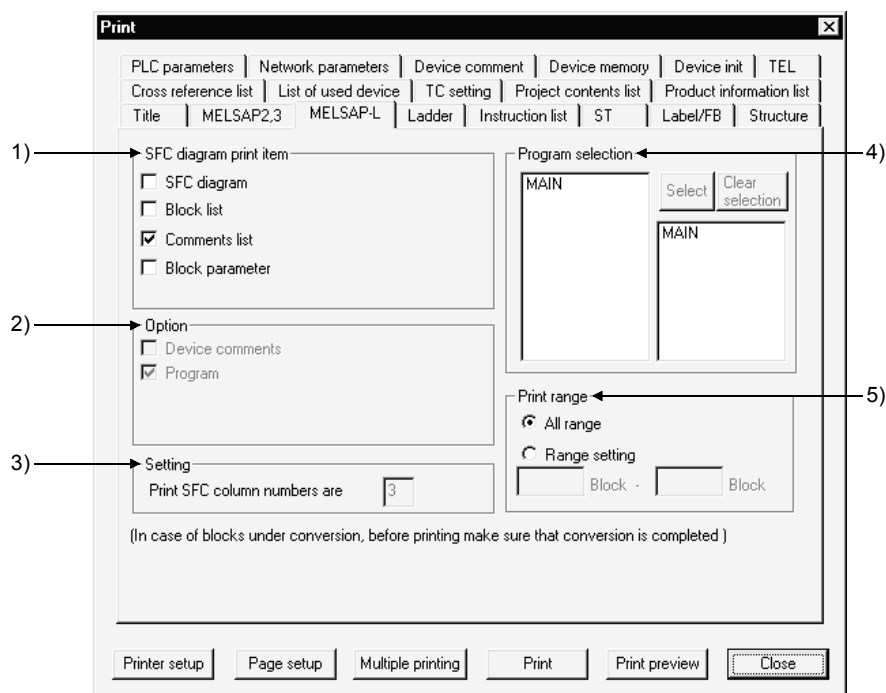 Print
PLC parameters Network parameters Device comment Device memory Device init TEL
Cross reference list List of used device TC setting Project contents list Product information list
Title MELSAP2,3 MELSAP-L Ladder Instruction list ST Label/FB Structure
1) SFC diagram print item
SFC diagram
Block list
Comments list
Block parameter
2) Option
Device comments
Program
3) Setting
Print SFC column numbers are 3
Program selection 4)
MAIN
Select
Clear selection
MAIN
Print range 5)
All range
Range setting
Block - Block
(In case of blocks under conversion, before printing make sure that conversion is completed )
Printer setup Page setup Multiple printing Print Print preview Close